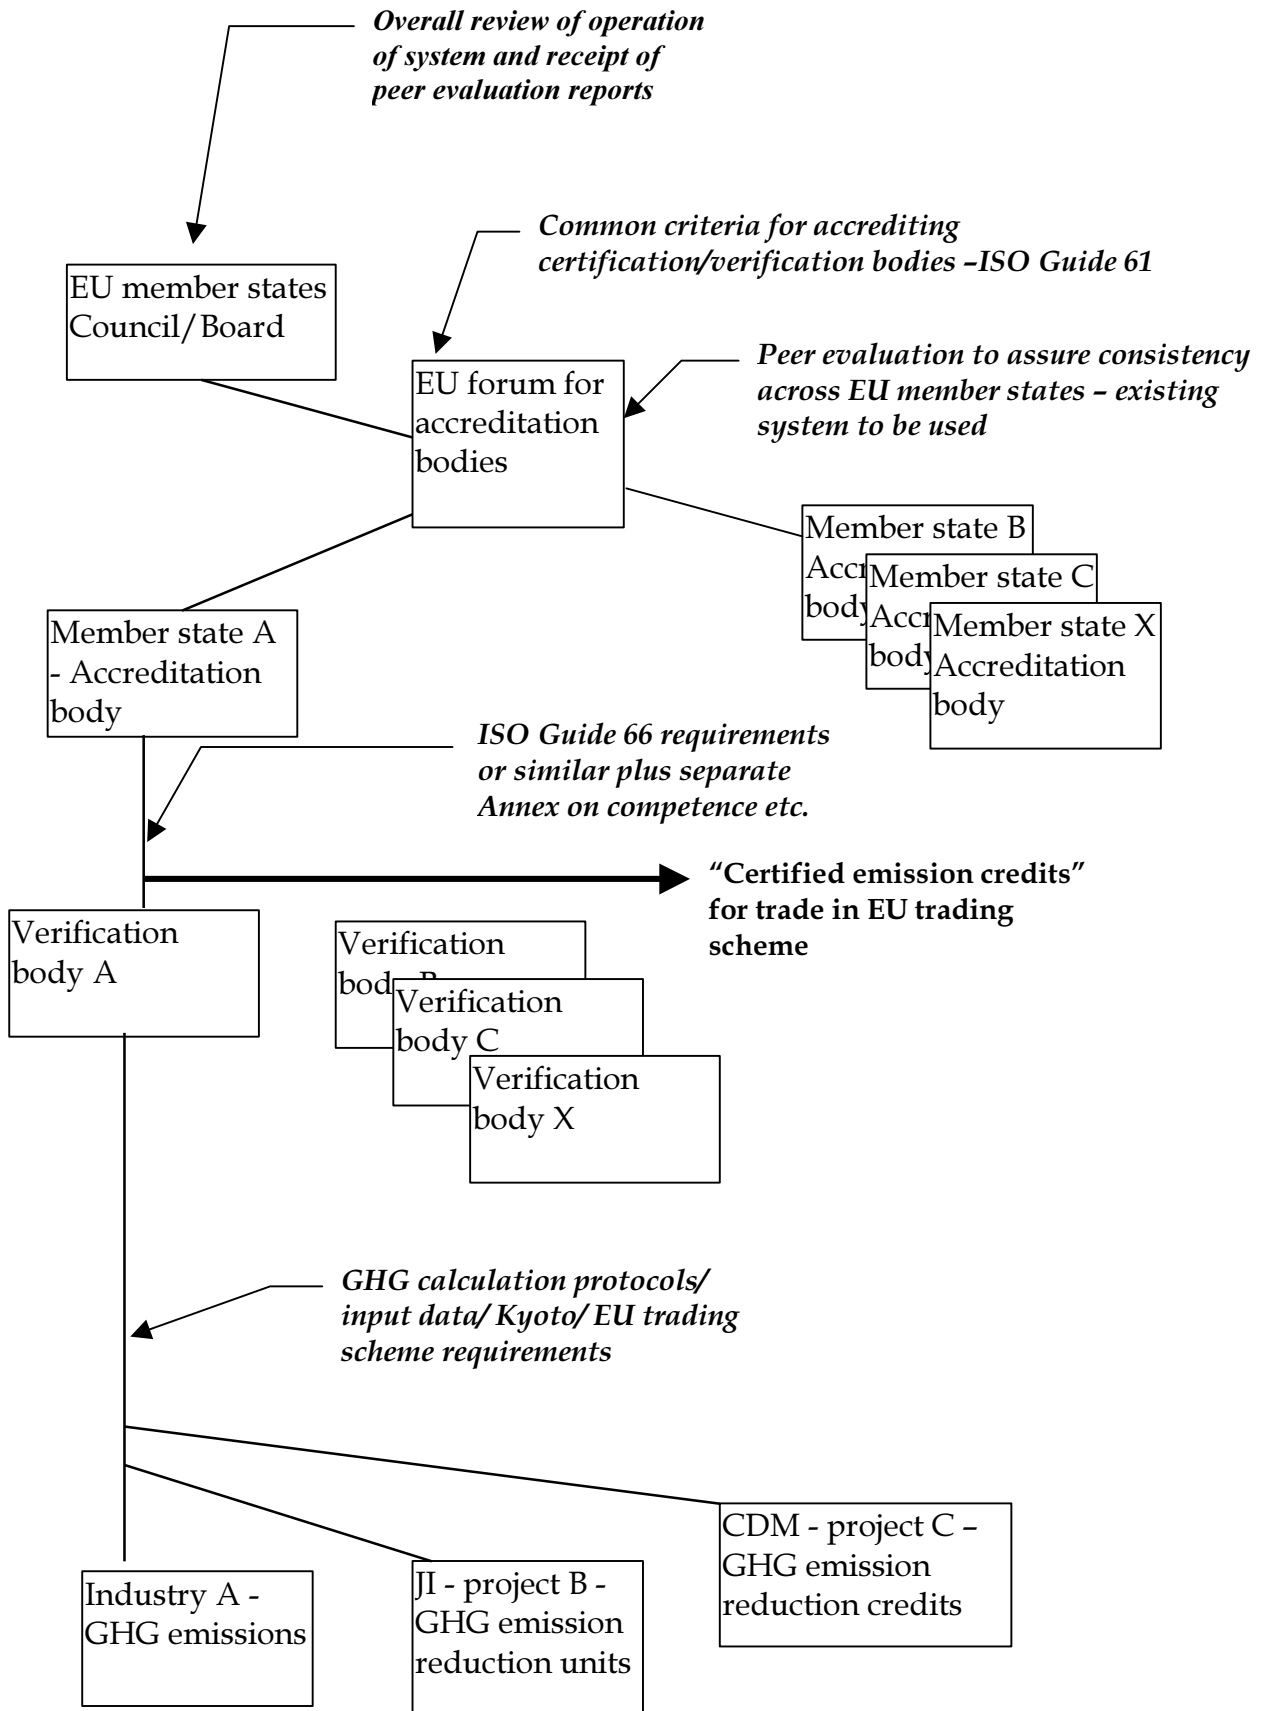 Overall review of operation
of system and receipt of
peer evaluation reports
Common criteria for accrediting
certification/verification bodies –ISO Guide 61
EU member states
Council/Board
Peer evaluation to assure consistency
across EU member states – existing
system to be used
EU forum for
accreditation
bodies
Member state B
body
Member state C
body
Member state X
Accreditation
body
Member state A
- Accreditation
body
ISO Guide 66 requirements
or similar plus separate
Annex on competence etc.
“Certified emission credits”
for trade in EU trading
scheme
Verification
body A
Verification
Verification
body C
Verification
body X
GHG calculation protocols/
input data/ Kyoto/ EU trading
scheme requirements
CDM - project C –
GHG emission
reduction credits
JI - project B -
GHG emission
reduction units
Industry A -
GHG emissions